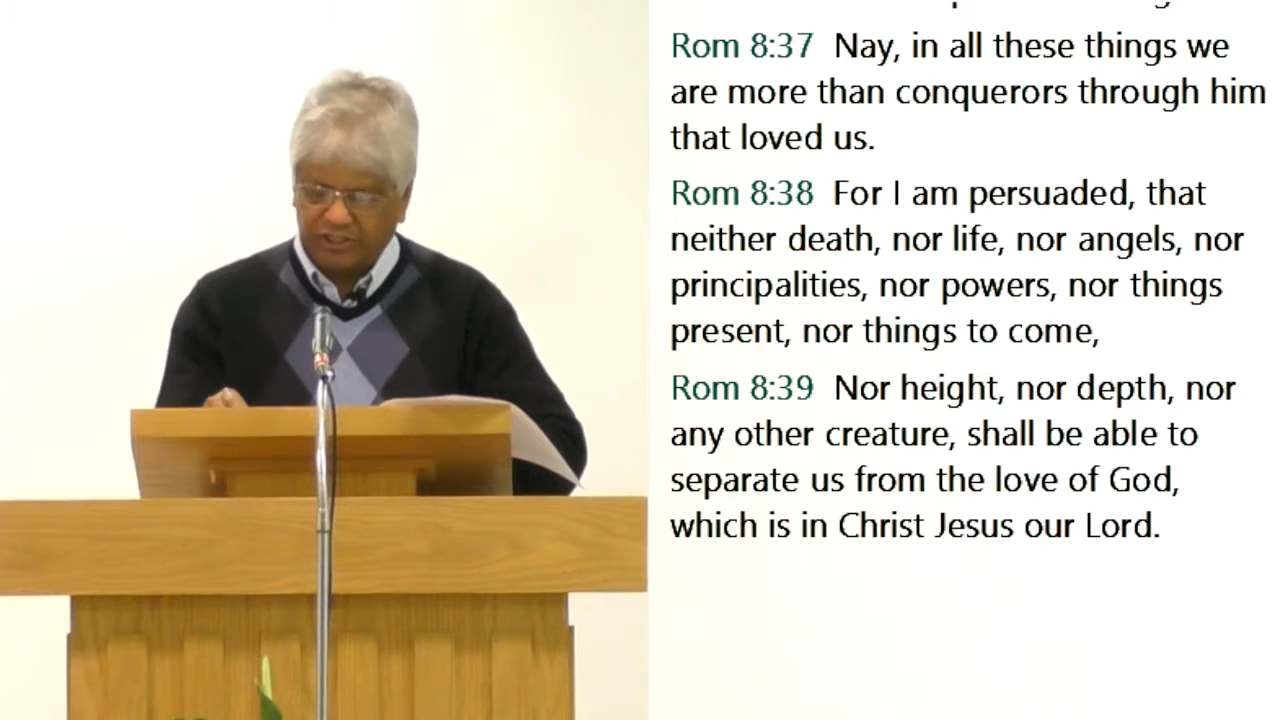 Rom 8:37 Nay, in all these things we
are more than conquerors through him
that loved us.
Rom 8:38 For I am persuaded, that
neither death, nor life, nor angels, nor
principalities, nor powers, nor things
present, nor things to come,
Rom 8:39 Nor height, nor depth, nor
any other creature, shall be able to
separate us from the love of God,
which is in Christ Jesus our Lord.